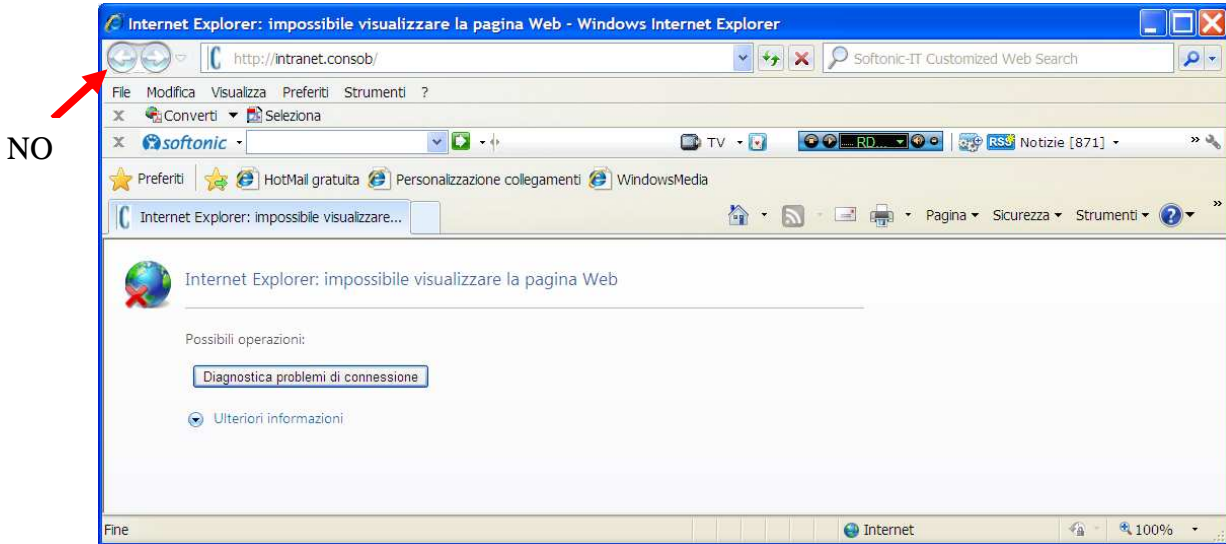 Internet Explorer: impossibile visualizzare la pagina Web - Windows Internet Explorer
http://intranet.consob/
Softonic-IT Customized Web Search
File Modifica Visualizza Preferiti Strumenti ?
x Converti Seleziona
NO
x softonic TV RD... RSS Notizie [871] »
Preferiti HotMail gratuita Personalizzazione collegamenti WindowsMedia
Internet Explorer: impossibile visualizzare... Pagina Sicurezza Strumenti ? »
Internet Explorer: impossibile visualizzare la pagina Web
Possibili operazioni:
Diagnostica problemi di connessione
Ulteriori informazioni
Fine Internet 100%